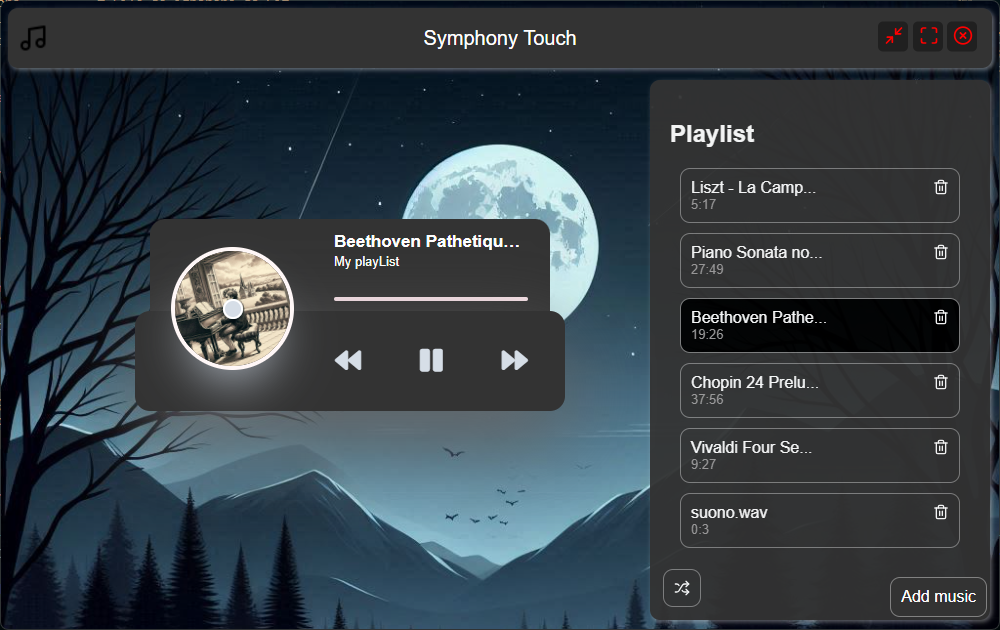 Symphony Touch
Beethoven Pathetiqu...
My playList
Playlist
Liszt - La Camp...
5:17
Piano Sonata no...
27:49
Beethoven Pathe...
19:26
Chopin 24 Prelu...
37:56
Vivaldi Four Se...
9:27
suono.wav
0:3
Add music